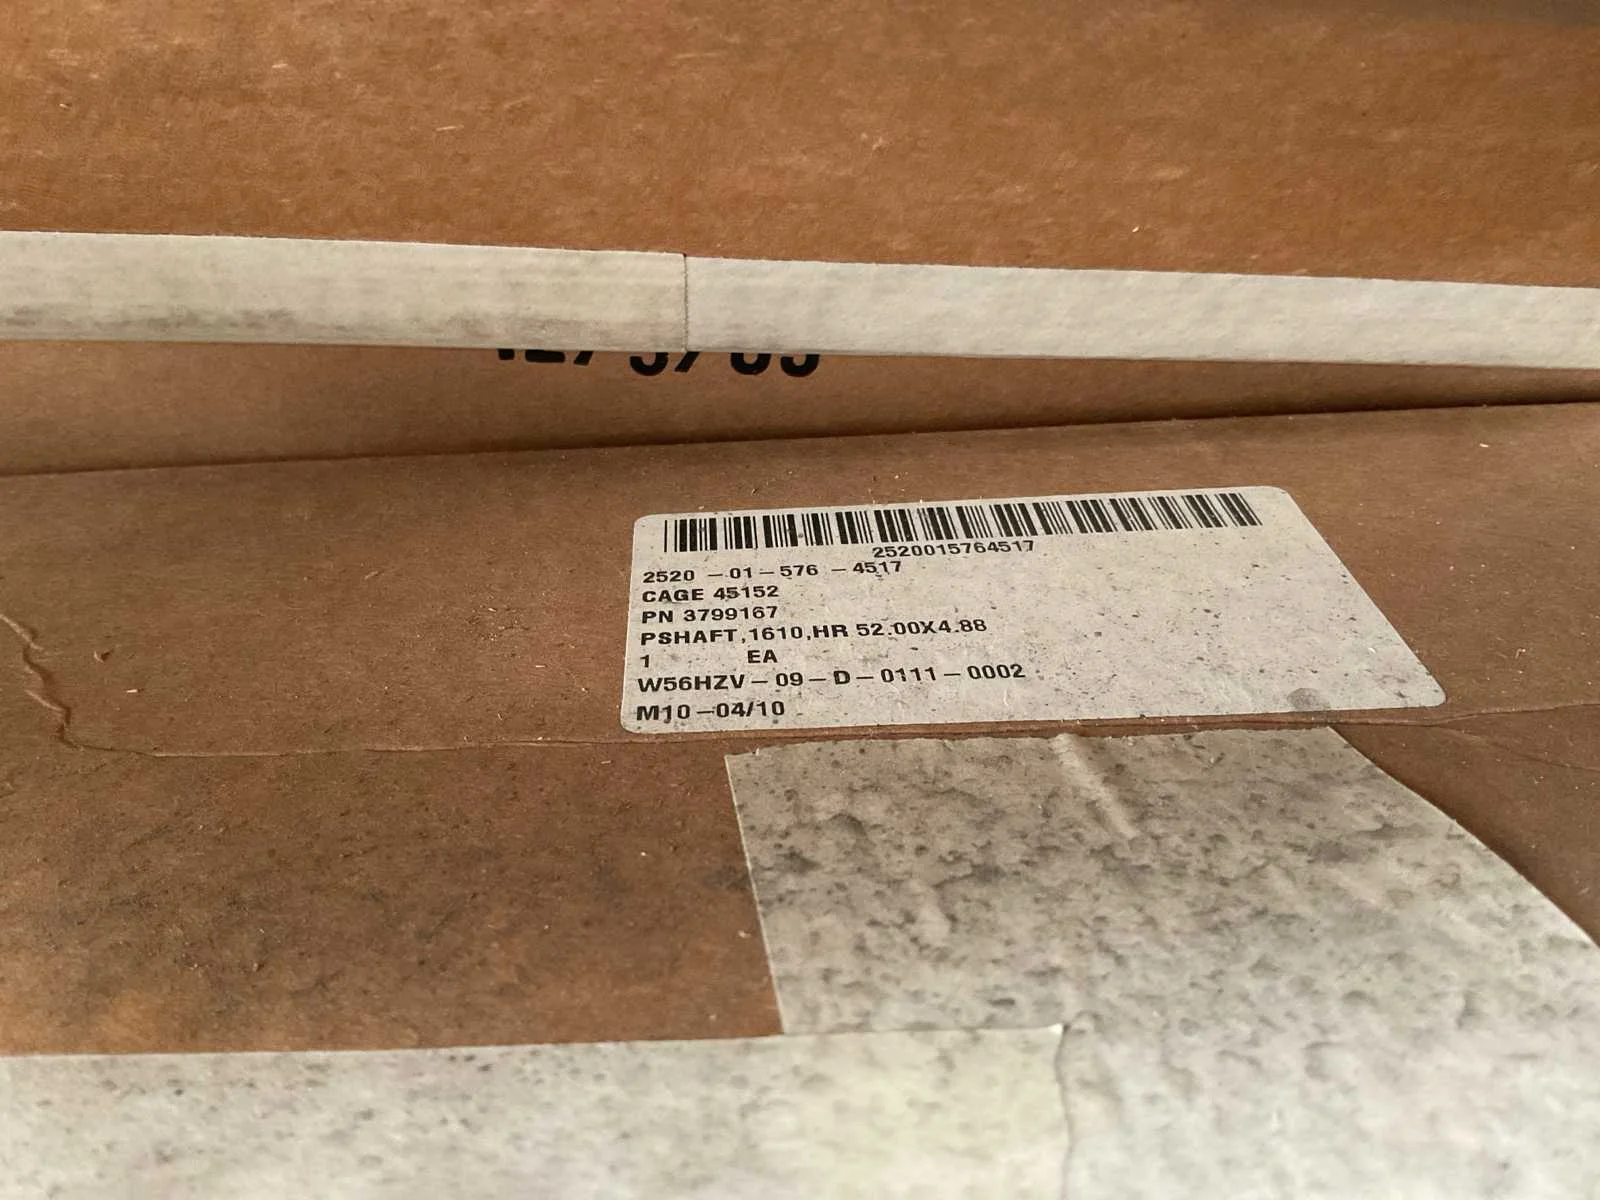 2520015764517
2520 -01-576 -4517
CAGE 45152
PN 3799167
PSHAFT,1610,HR 52.00X4.88
1 EA
W56HZV-09-D-0111-0002
M10-04/10